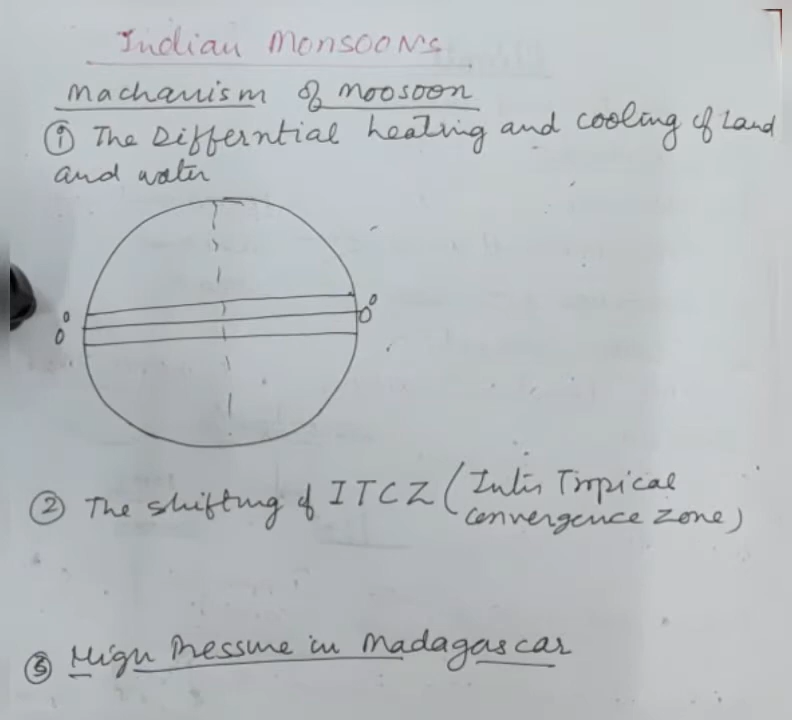 Indian Monsoons
Machanism of Moosoon
① The Differntial heating and cooling of Land
and water
0°
0°
② The shifting of ITCZ (Inter Tropical
convergence zone)
③ High Pressure in Madagascar